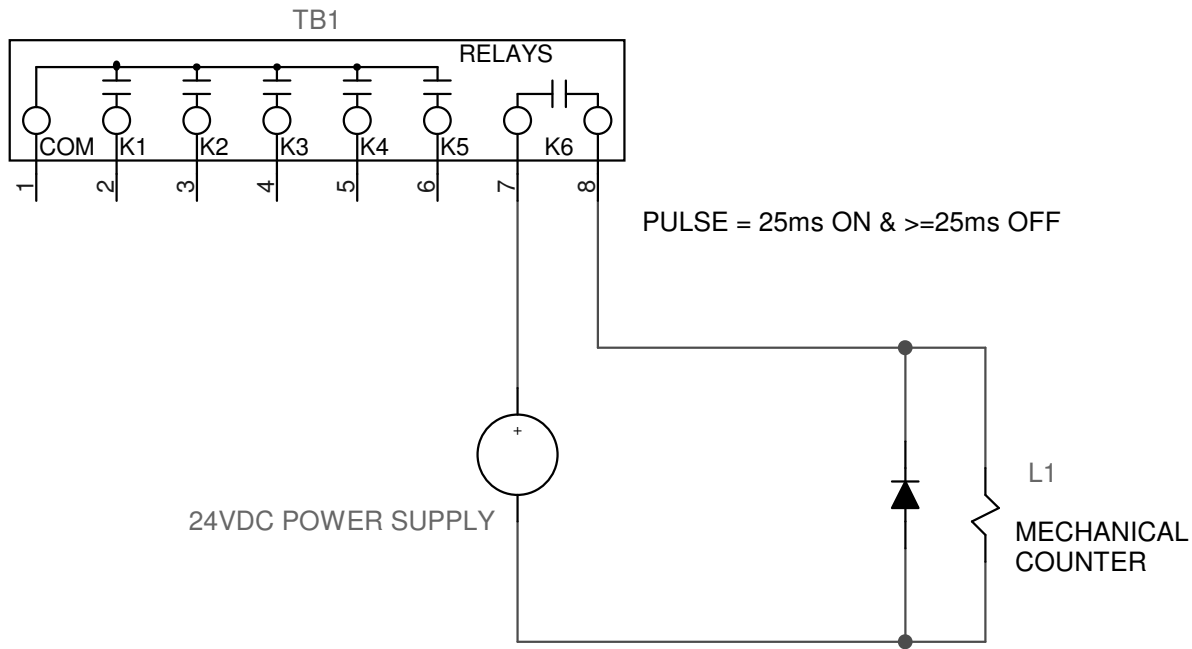 TB1
RELAYS
COM K1 K2 K3 K4 K5 K6
1 2 3 4 5 6 7 8
PULSE = 25ms ON & >=25ms OFF
+
24VDC POWER SUPPLY
L1
MECHANICAL
COUNTER